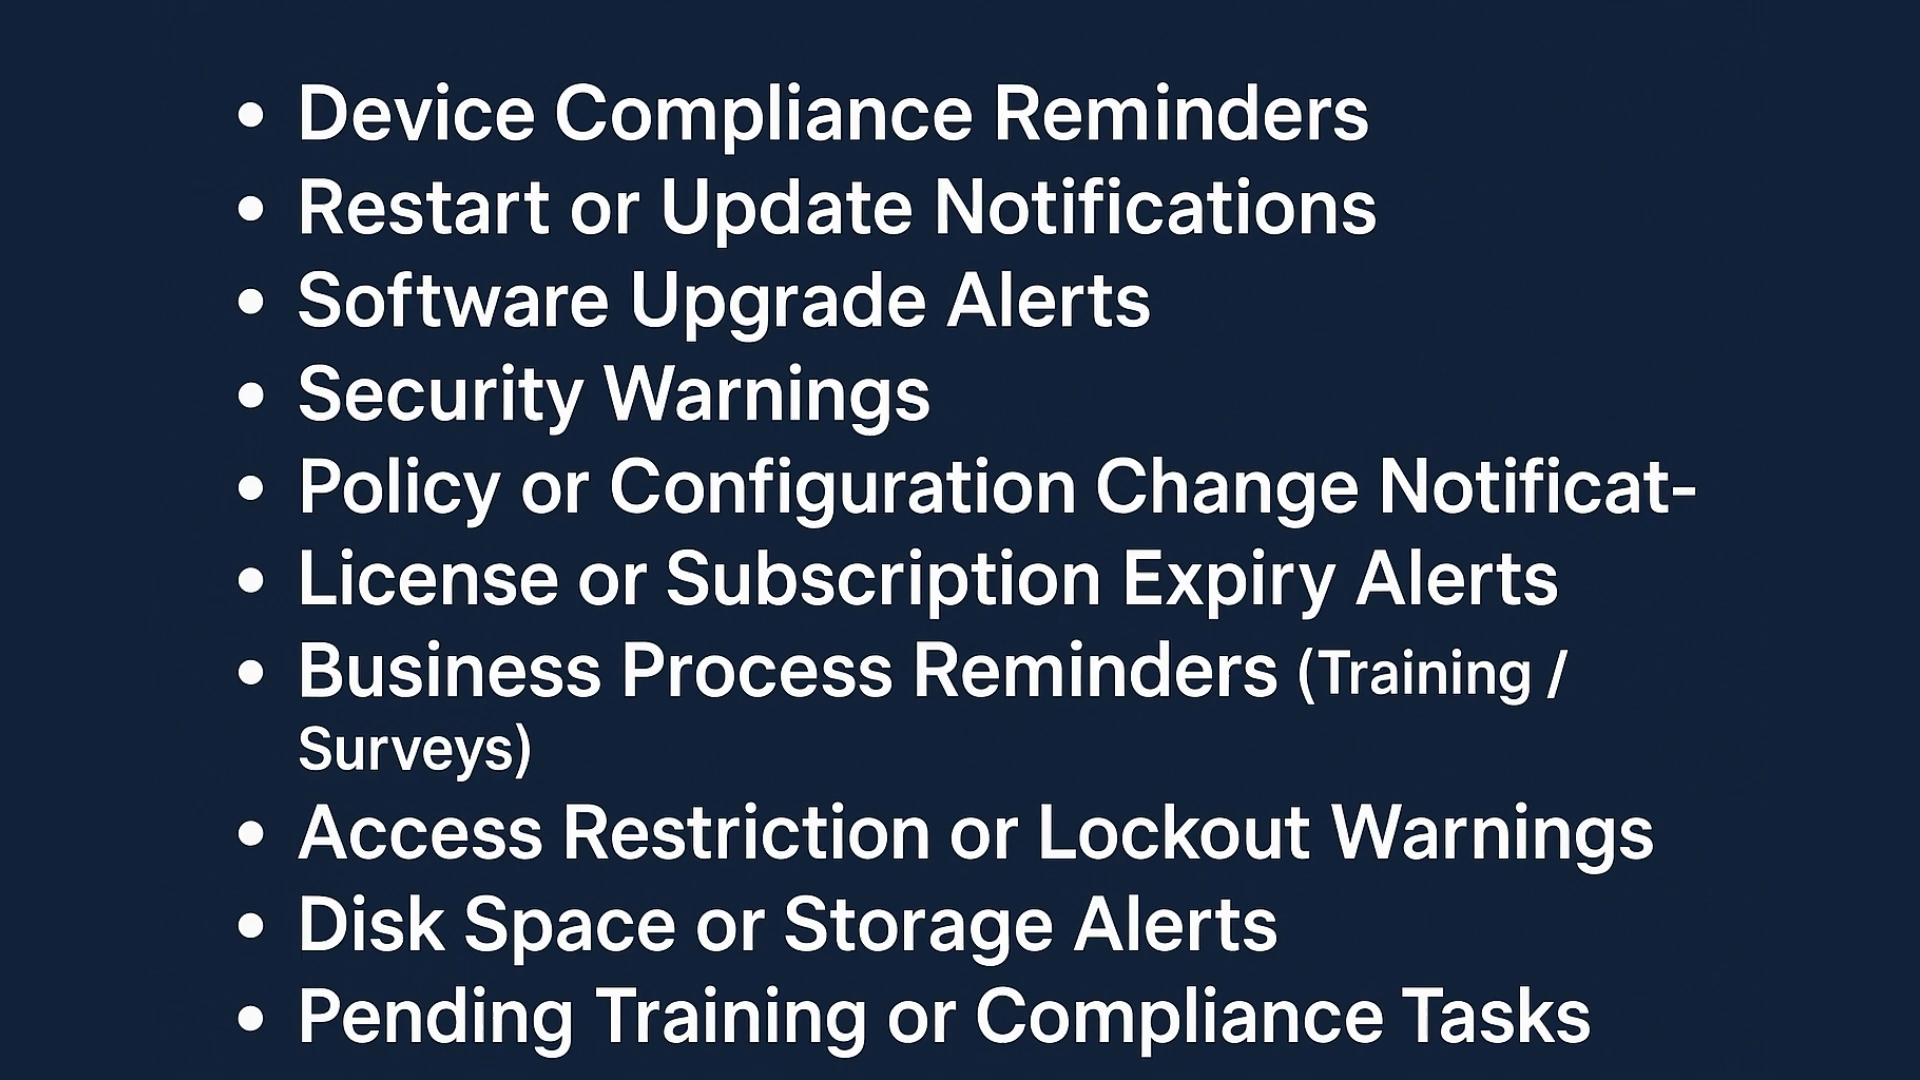 • Device Compliance Reminders
• Restart or Update Notifications
• Software Upgrade Alerts
• Security Warnings
• Policy or Configuration Change Notificat-
• License or Subscription Expiry Alerts
• Business Process Reminders (Training /
Surveys)
• Access Restriction or Lockout Warnings
• Disk Space or Storage Alerts
• Pending Training or Compliance Tasks